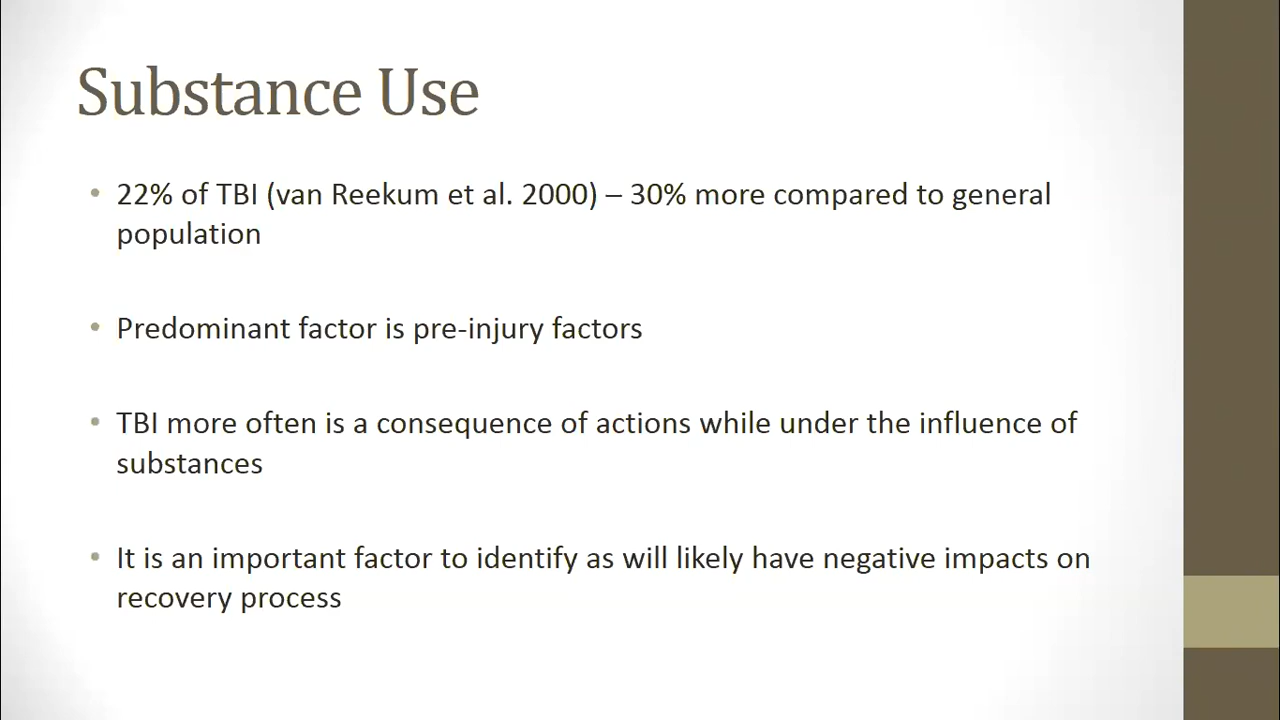 Substance Use
• 22% of TBI (van Reekum et al. 2000) – 30% more compared to general
population
• Predominant factor is pre-injury factors
• TBI more often is a consequence of actions while under the influence of
substances
• It is an important factor to identify as will likely have negative impacts on
recovery process